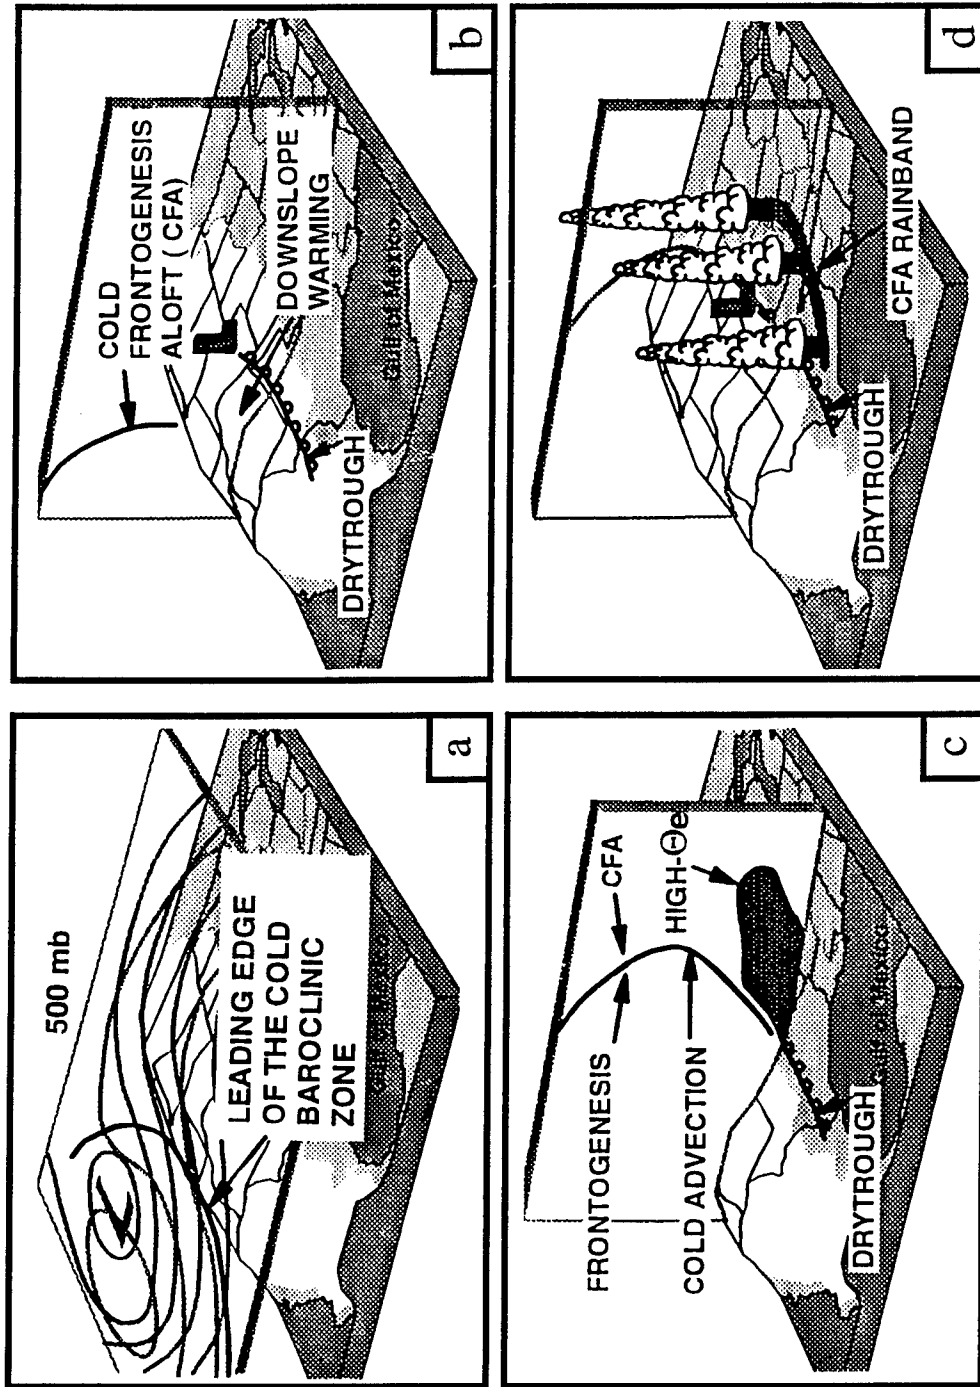 500 mb
LEADING EDGE
OF THE COLD
BAROCLINIC
ZONE
Gulf of Mexico
a
COLD
FRONTOGENESIS
ALOFT (CFA)
L
DOWNSLOPE
WARMING
DRYTROUGH
Gulf of Mexico
b
FRONTOGENESIS
CFA
COLD ADVECTION
HIGH-Θe
DRYTROUGH
Gulf of Mexico
c
L
DRYTROUGH
CFA RAINBAND
d